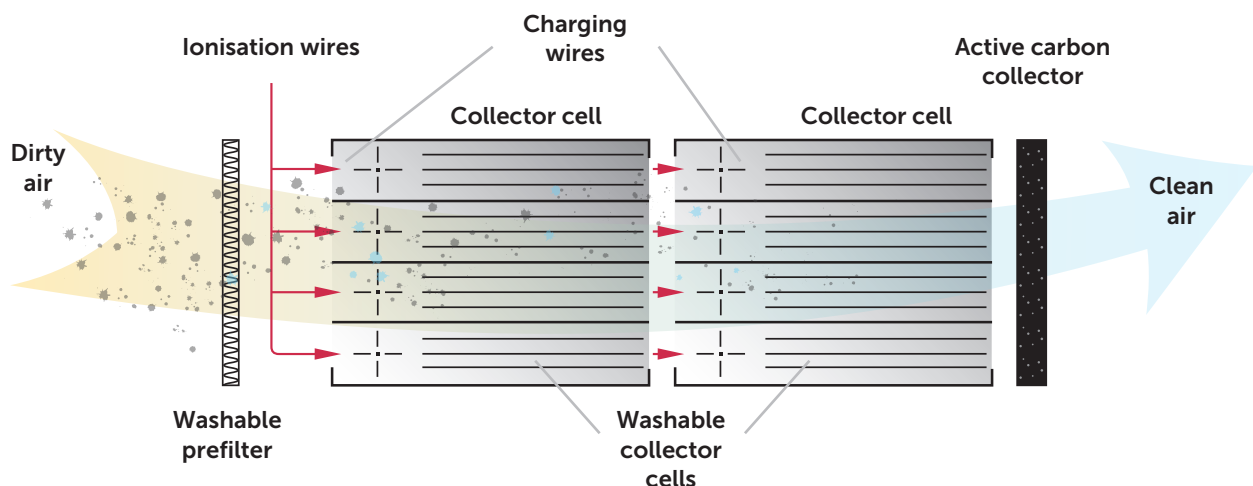 Ionisation wires
Charging
wires
Active carbon
collector
Collector cell
Collector cell
Dirty
air
Clean
air
Washable
prefilter
Washable
collector
cells